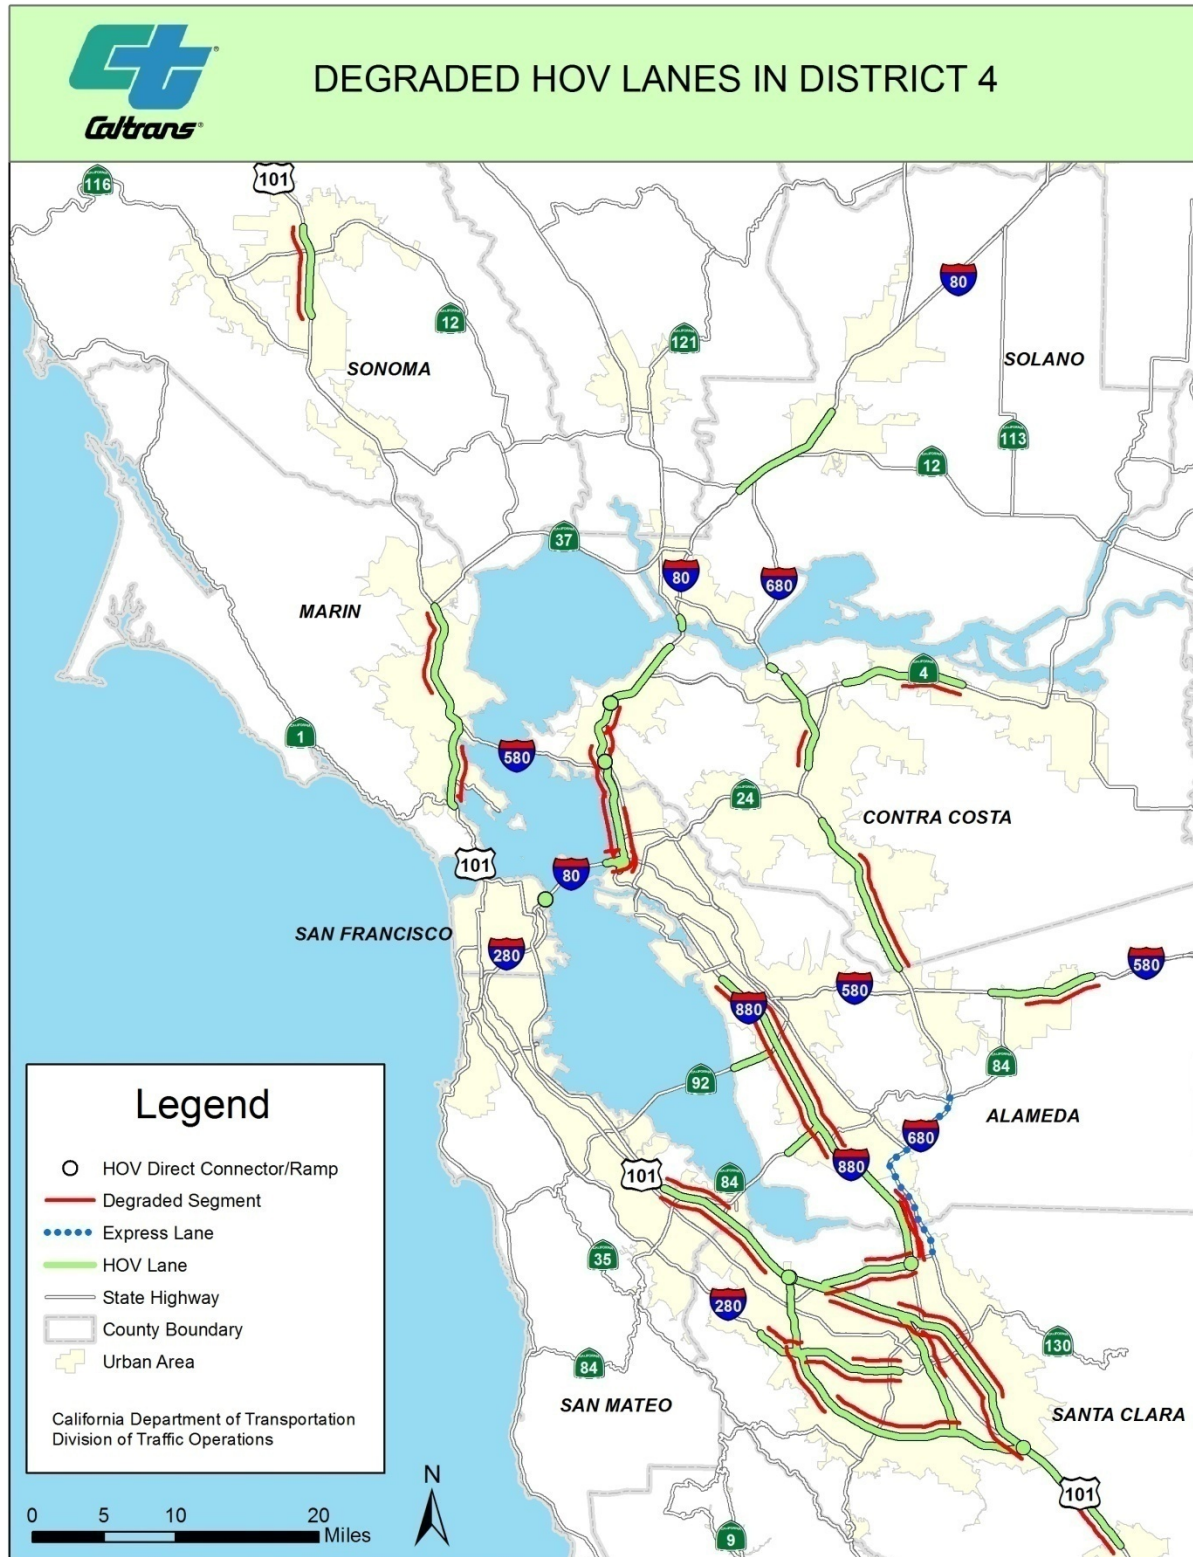 Caltrans®
DEGRADED HOV LANES IN DISTRICT 4
116
101
80
12
121
SONOMA
SOLANO
113
12
37
80
680
MARIN
4
1
580
24
CONTRA COSTA
101
80
SAN FRANCISCO
280
580
580
880
84
92
ALAMEDA
680
880
101
84
35
280
130
84
SAN MATEO
SANTA CLARA
101
9
Legend
HOV Direct Connector/Ramp
Degraded Segment
Express Lane
HOV Lane
State Highway
County Boundary
Urban Area
California Department of Transportation
Division of Traffic Operations
N
0 5 10 20
Miles